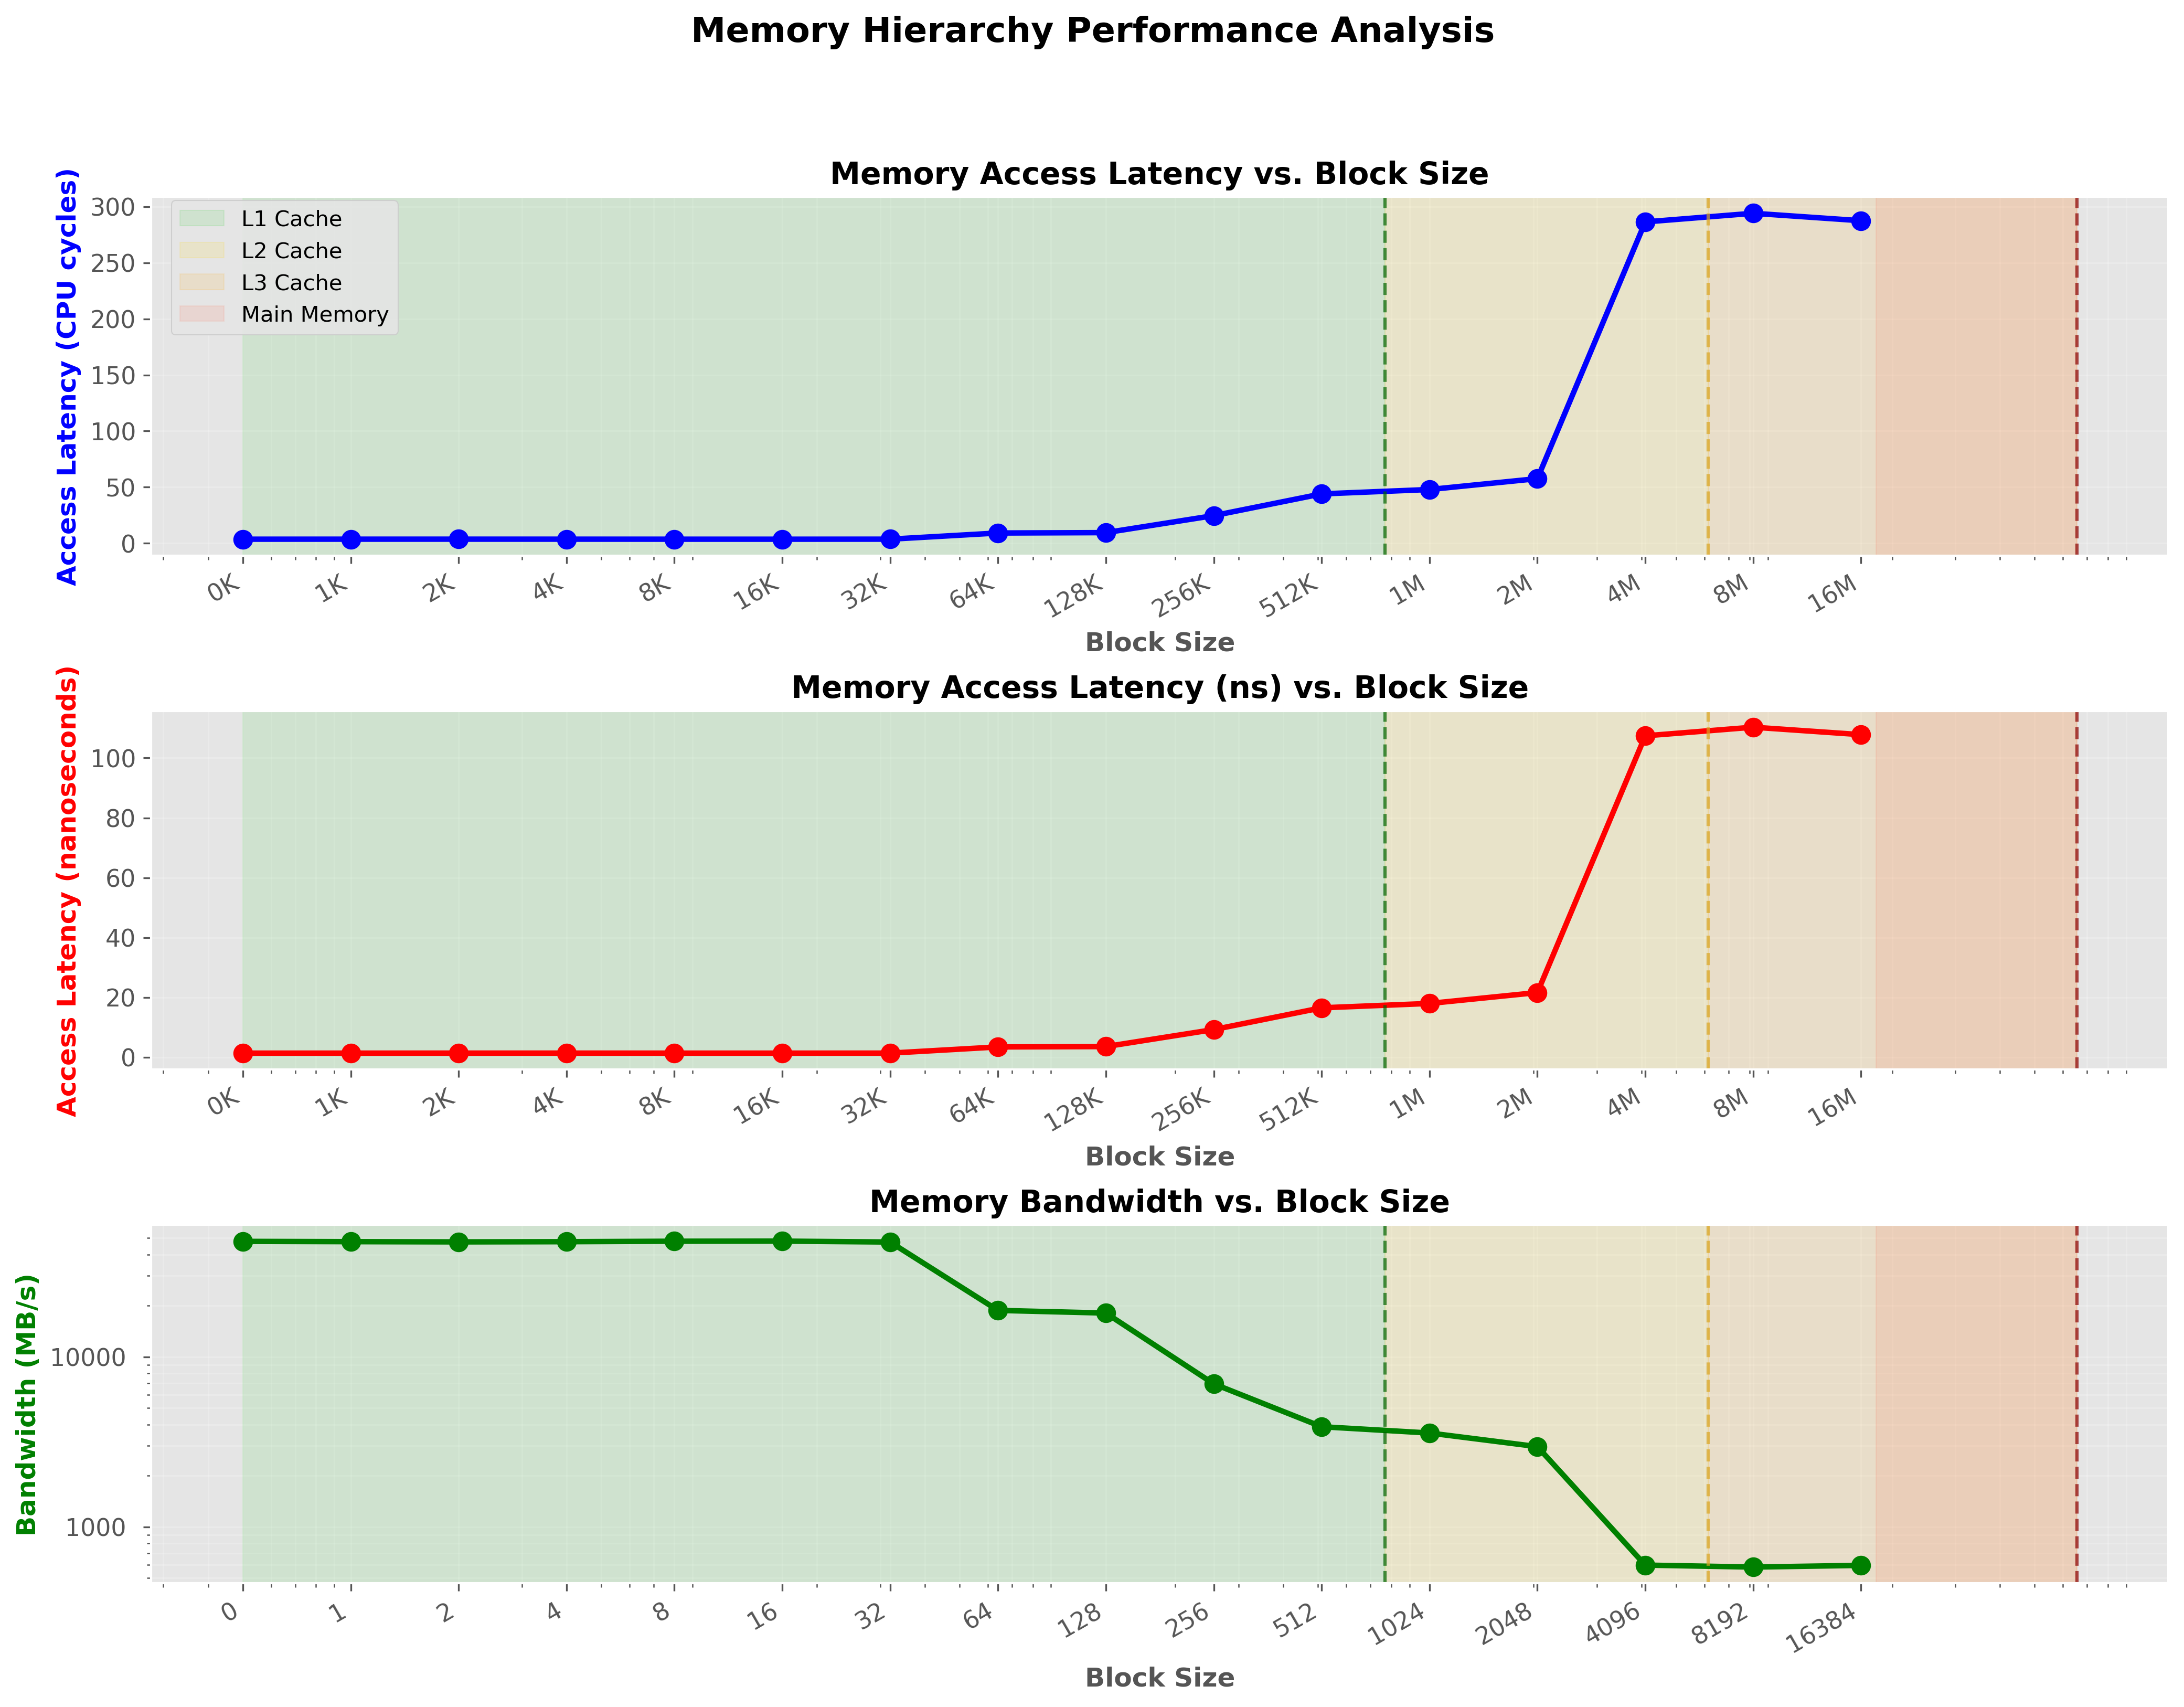 Memory Hierarchy Performance Analysis
Memory Access Latency vs. Block Size
Access Latency (CPU cycles)
300
250
200
150
100
50
0
L1 Cache
L2 Cache
L3 Cache
Main Memory
0K 1K 2K 4K 8K 16K 32K 64K 128K 256K 512K 1M 2M 4M 8M 16M
Block Size
Memory Access Latency (ns) vs. Block Size
Access Latency (nanoseconds)
100
80
60
40
20
0
0K 1K 2K 4K 8K 16K 32K 64K 128K 256K 512K 1M 2M 4M 8M 16M
Block Size
Memory Bandwidth vs. Block Size
Bandwidth (MB/s)
10000
1000
0 1 2 4 8 16 32 64 128 256 512 1024 2048 4096 8192 16384
Block Size